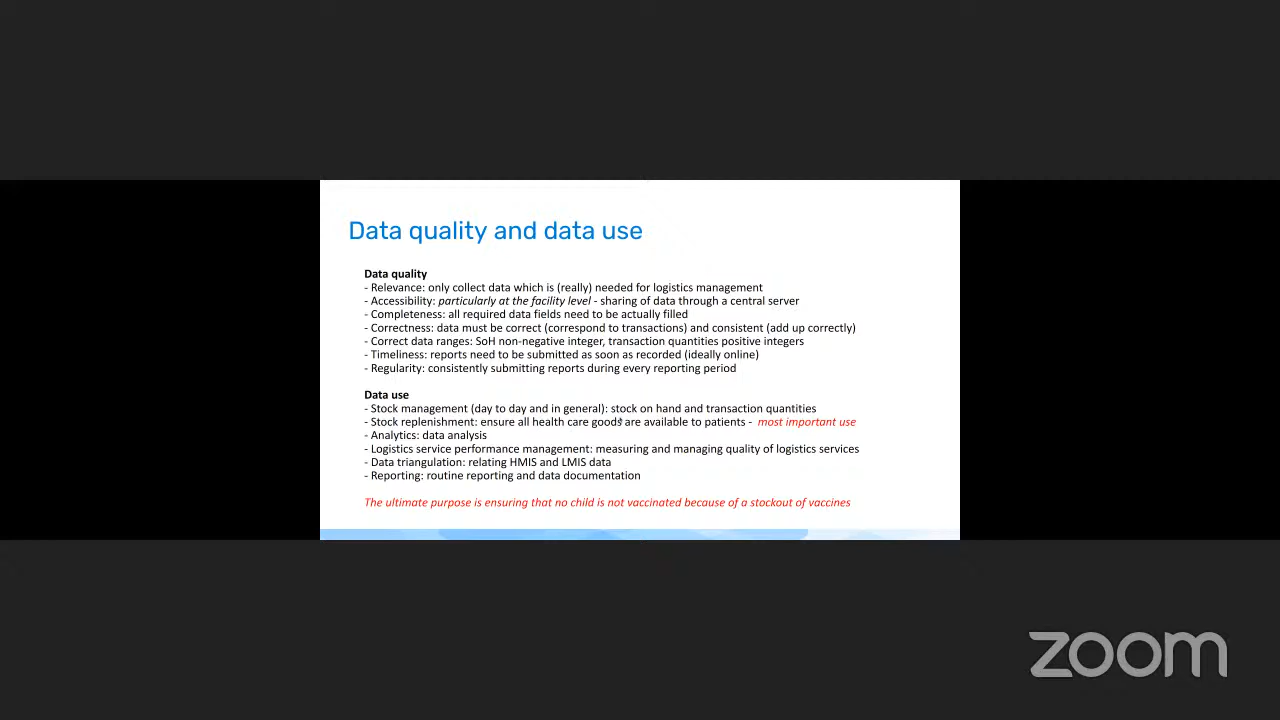 Data quality and data use
Data quality
- Relevance: only collect data which is (really) needed for logistics management
- Accessibility: particularly at the facility level - sharing of data through a central server
- Completeness: all required data fields need to be actually filled
- Correctness: data must be correct (correspond to transactions) and consistent (add up correctly)
- Correct data ranges: SoH non-negative integer, transaction quantities positive integers
- Timeliness: reports need to be submitted as soon as recorded (ideally online)
- Regularity: consistently submitting reports during every reporting period
Data use
- Stock management (day to day and in general): stock on hand and transaction quantities
- Stock replenishment: ensure all health care goods are available to patients - most important use
- Analytics: data analysis
- Logistics service performance management: measuring and managing quality of logistics services
- Data triangulation: relating HMIS and LMIS data
- Reporting: routine reporting and data documentation
The ultimate purpose is ensuring that no child is not vaccinated because of a stockout of vaccines
zoom